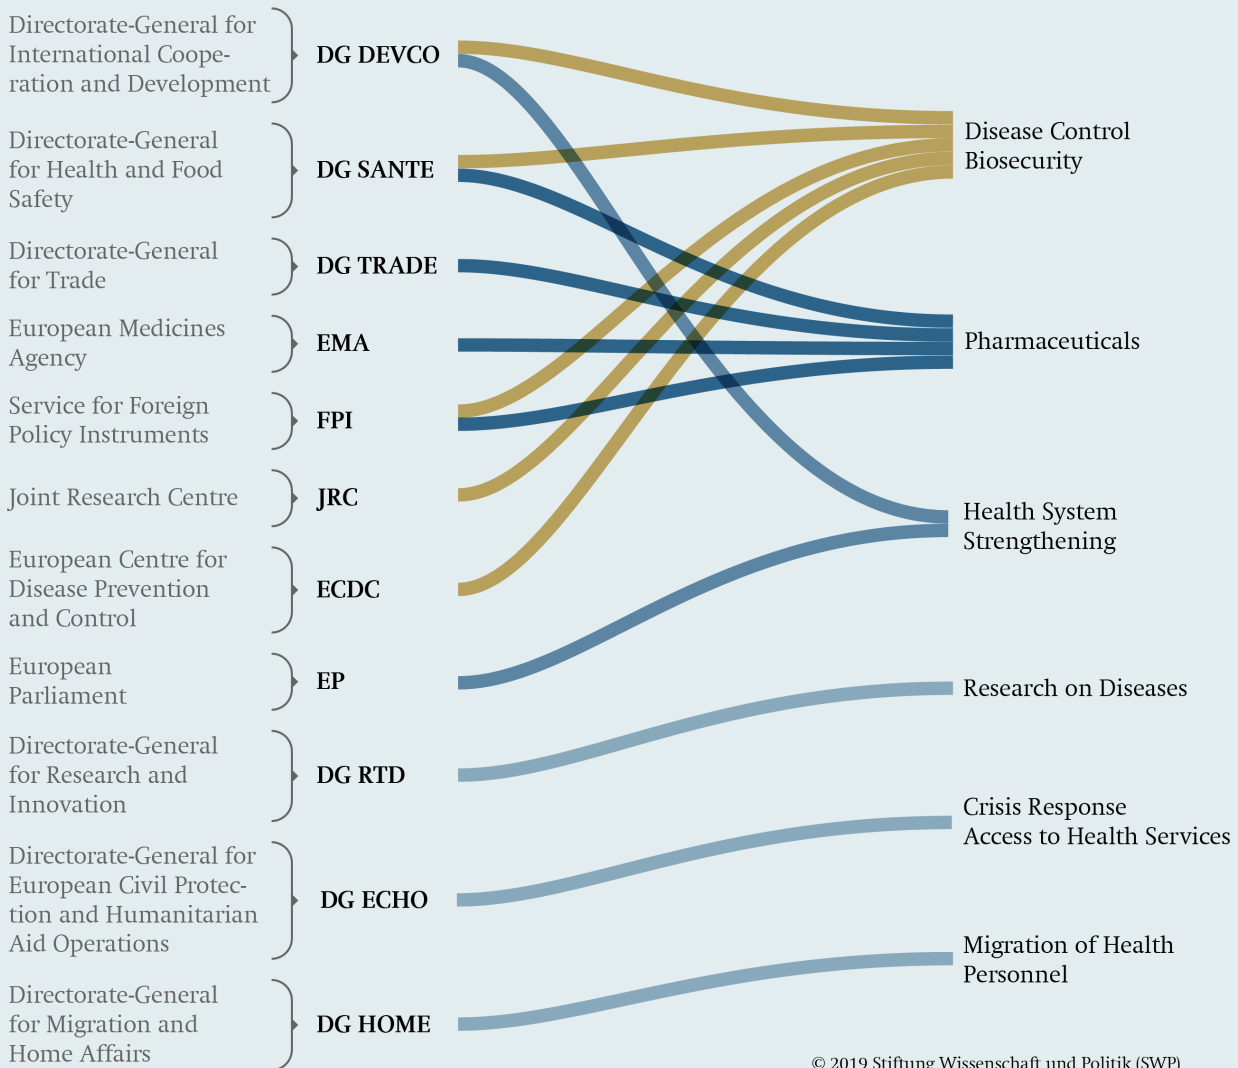 Directorate-General for
International Coope-
ration and Development
DG DEVCO
Directorate-General
for Health and Food
Safety
DG SANTE
Directorate-General
for Trade
DG TRADE
European Medicines
Agency
EMA
Service for Foreign
Policy Instruments
FPI
Joint Research Centre
JRC
European Centre for
Disease Prevention
and Control
ECDC
European
Parliament
EP
Directorate-General
for Research and
Innovation
DG RTD
Directorate-General for
European Civil Protec-
tion and Humanitarian
Aid Operations
DG ECHO
Directorate-General
for Migration and
Home Affairs
DG HOME
Disease Control
Biosecurity
Pharmaceuticals
Health System
Strengthening
Research on Diseases
Crisis Response
Access to Health Services
Migration of Health
Personnel
© 2019 Stiftung Wissenschaft und Politik (SWP)